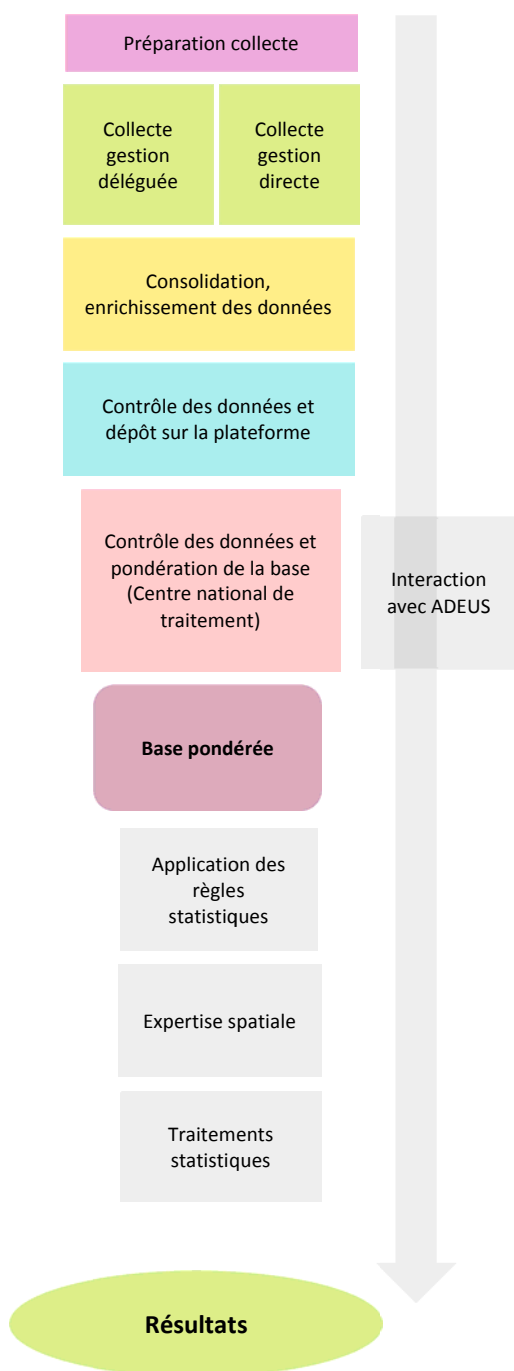 Préparation collecte
Collecte
gestion
déléguée
Collecte
gestion
directe
Consolidation,
enrichissement des données
Contrôle des données et
dépôt sur la plateforme
Contrôle des données et
pondération de la base
(Centre national de
traitement)
Interaction
avec ADEUS
Base pondérée
Application des
règles
statistiques
Expertise spatiale
Traitements
statistiques
Résultats